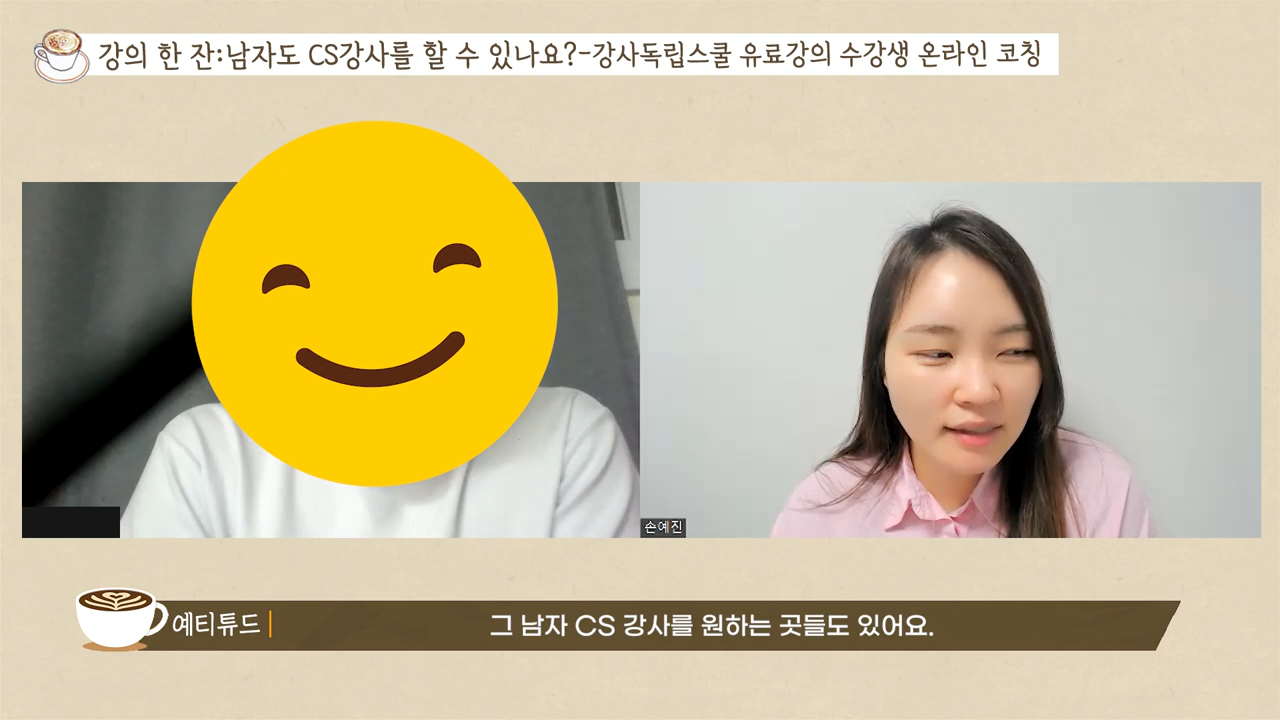 강의 한 잔:남자도 CS강사를 할 수 있나요?-강사독립스쿨 유료강의 수강생 온라인 코칭
손예진
예티튜드
그 남자 CS 강사를 원하는 곳들도 있어요.